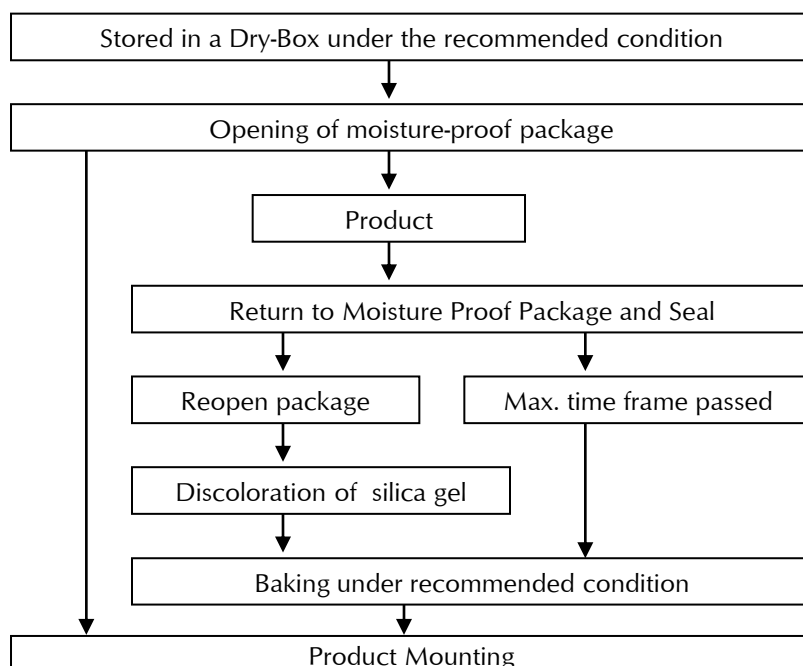 Stored in a Dry-Box under the recommended condition
Opening of moisture-proof package
Product
Return to Moisture Proof Package and Seal
Reopen package
Max. time frame passed
Discoloration of silica gel
Baking under recommended condition
Product Mounting